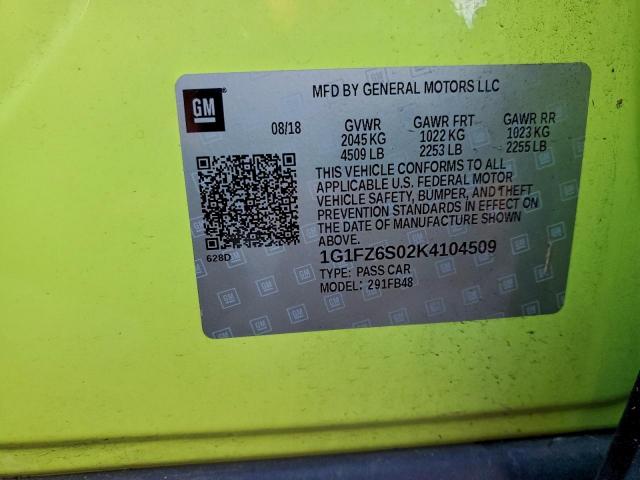 GM
MFD BY GENERAL MOTORS LLC
08/18 GVWR GAWR FRT GAWR RR
2045 KG 1022 KG 1023 KG
4509 LB 2253 LB 2255 LB
THIS VEHICLE CONFORMS TO ALL
APPLICABLE U.S. FEDERAL MOTOR
VEHICLE SAFETY, BUMPER, AND THEFT
PREVENTION STANDARDS IN EFFECT ON
THE DATE OF MANUFACTURE SHOWN
ABOVE.
628D
1G1FZ6S02K4104509
TYPE: PASS CAR
MODEL: 291FB48